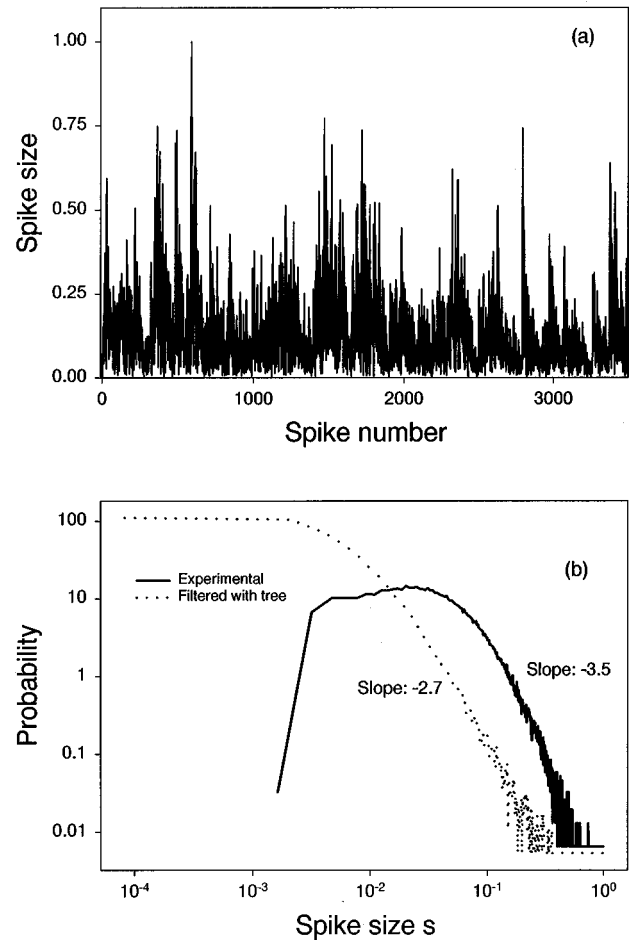 (a)
1.00
0.75
0.50
0.25
0.00
Spike size
0
1000
2000
3000
Spike number
(b)
100
10
1
0.1
0.01
Probability
Experimental
Filtered with tree
Slope: -2.7
Slope: -3.5
10⁻⁴
10⁻³
10⁻²
10⁻¹
10⁰
Spike size s